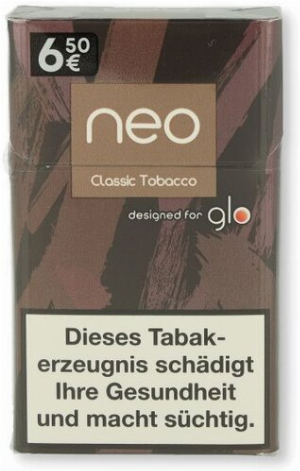 6 50 €
neo
Classic Tobacco
designed for glo
Dieses Tabak-
erzeugnis schädigt
Ihre Gesundheit
und macht süchtig.